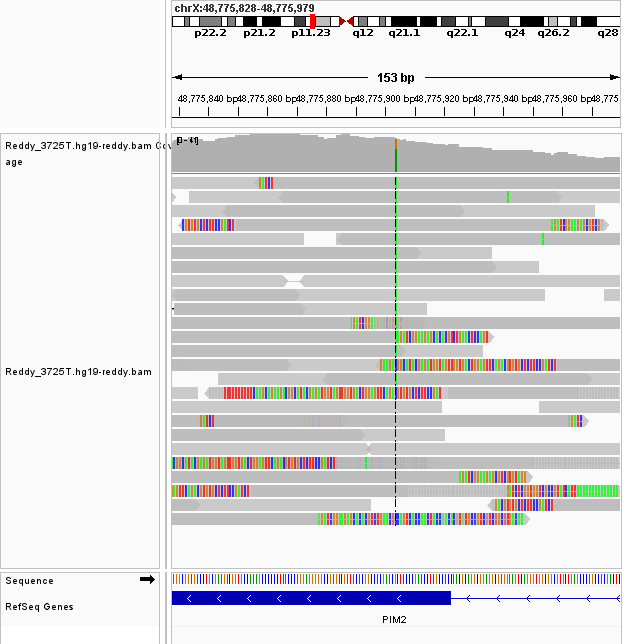 chrX:48,775,828-48,775,979
p22.2 p21.2 p11.23 q12 q21.1 q22.1 q24 q26.2 q28
153 bp
48,775,840 bp 48,775,860 bp 48,775,880 bp 48,775,900 bp 48,775,920 bp 48,775,940 bp 48,775,960 bp 48,775
Reddy_3725T.hg19-reddy.bam Cov
age
Reddy_3725T.hg19-reddy.bam
Sequence
RefSeq Genes
PIM2